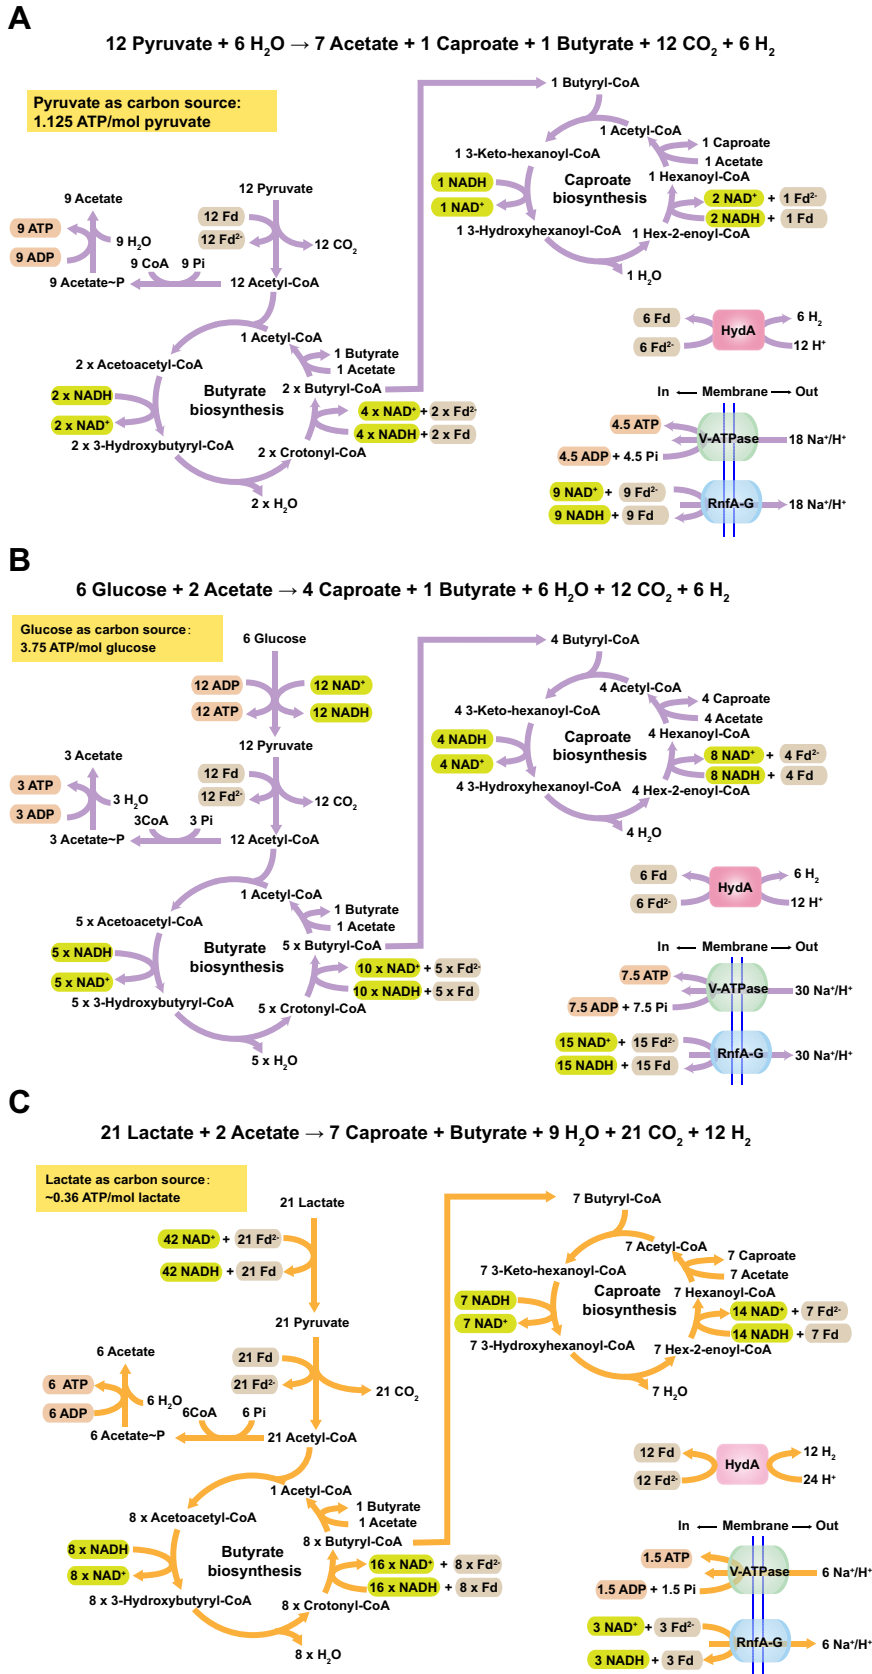 A
12 Pyruvate + 6 H₂O → 7 Acetate + 1 Caproate + 1 Butyrate + 12 CO₂ + 6 H₂
Pyruvate as carbon source:
1.125 ATP/mol pyruvate
9 Acetate
12 Pyruvate
9 ATP
9 ADP
9 H₂O
12 Fd
12 Fd²⁻
12 CO₂
9 CoA
9 Pi
9 Acetate~P
12 Acetyl-CoA
1 Acetyl-CoA
2 x Acetoacetyl-CoA
1 Butyrate
1 Acetate
2 x NADH
2 x NAD⁺
Butyrate
biosynthesis
2 x Butyryl-CoA
4 x NAD⁺ + 2 x Fd²⁻
4 x NADH + 2 x Fd
2 x 3-Hydroxybutyryl-CoA
2 x Crotonyl-CoA
2 x H₂O
1 Butyryl-CoA
1 Acetyl-CoA
1 3-Keto-hexanoyl-CoA
1 Caproate
1 Acetate
1 NADH
1 NAD⁺
Caproate
biosynthesis
1 Hexanoyl-CoA
2 NAD⁺ + 1 Fd²⁻
2 NADH + 1 Fd
1 3-Hydroxyhexanoyl-CoA
1 Hex-2-enoyl-CoA
1 H₂O
6 Fd
6 Fd²⁻
HydA
6 H₂
12 H⁺
In ← Membrane → Out
4.5 ATP
4.5 ADP + 4.5 Pi
V-ATPase
18 Na⁺/H⁺
9 NAD⁺ + 9 Fd²⁻
9 NADH + 9 Fd
RnfA-G
18 Na⁺/H⁺
B
6 Glucose + 2 Acetate → 4 Caproate + 1 Butyrate + 6 H₂O + 12 CO₂ + 6 H₂
Glucose as carbon source:
3.75 ATP/mol glucose
6 Glucose
12 ADP
12 ATP
12 NAD⁺
12 NADH
3 Acetate
12 Pyruvate
3 ATP
3 ADP
3 H₂O
12 Fd
12 Fd²⁻
12 CO₂
3CoA
3 Pi
3 Acetate~P
12 Acetyl-CoA
1 Acetyl-CoA
5 x Acetoacetyl-CoA
1 Butyrate
1 Acetate
5 x NADH
5 x NAD⁺
Butyrate
biosynthesis
5 x Butyryl-CoA
10 x NAD⁺ + 5 x Fd²⁻
10 x NADH + 5 x Fd
5 x 3-Hydroxybutyryl-CoA
5 x Crotonyl-CoA
5 x H₂O
4 Butyryl-CoA
4 Acetyl-CoA
4 3-Keto-hexanoyl-CoA
4 Caproate
4 Acetate
4 NADH
4 NAD⁺
Caproate
biosynthesis
4 Hexanoyl-CoA
8 NAD⁺ + 4 Fd²⁻
8 NADH + 4 Fd
4 3-Hydroxyhexanoyl-CoA
4 Hex-2-enoyl-CoA
4 H₂O
6 Fd
6 Fd²⁻
HydA
6 H₂
12 H⁺
In ← Membrane → Out
7.5 ATP
7.5 ADP + 7.5 Pi
V-ATPase
30 Na⁺/H⁺
15 NAD⁺ + 15 Fd²⁻
15 NADH + 15 Fd
RnfA-G
30 Na⁺/H⁺
C
21 Lactate + 2 Acetate → 7 Caproate + Butyrate + 9 H₂O + 21 CO₂ + 12 H₂
Lactate as carbon source:
~0.36 ATP/mol lactate
21 Lactate
42 NAD⁺ + 21 Fd²⁻
42 NADH + 21 Fd
6 Acetate
21 Pyruvate
6 ATP
6 ADP
6 H₂O
21 Fd
21 Fd²⁻
21 CO₂
6CoA
6 Pi
6 Acetate~P
21 Acetyl-CoA
1 Acetyl-CoA
8 x Acetoacetyl-CoA
1 Butyrate
1 Acetate
8 x NADH
8 x NAD⁺
Butyrate
biosynthesis
8 x Butyryl-CoA
16 x NAD⁺ + 8 x Fd²⁻
16 x NADH + 8 x Fd
8 x 3-Hydroxybutyryl-CoA
8 x Crotonyl-CoA
8 x H₂O
7 Butyryl-CoA
7 Acetyl-CoA
7 3-Keto-hexanoyl-CoA
7 Caproate
7 Acetate
7 NADH
7 NAD⁺
Caproate
biosynthesis
7 Hexanoyl-CoA
14 NAD⁺ + 7 Fd²⁻
14 NADH + 7 Fd
7 3-Hydroxyhexanoyl-CoA
7 Hex-2-enoyl-CoA
7 H₂O
12 Fd
12 Fd²⁻
HydA
12 H₂
24 H⁺
In ← Membrane → Out
1.5 ATP
1.5 ADP + 1.5 Pi
V-ATPase
6 Na⁺/H⁺
3 NAD⁺ + 3 Fd²⁻
3 NADH + 3 Fd
RnfA-G
6 Na⁺/H⁺